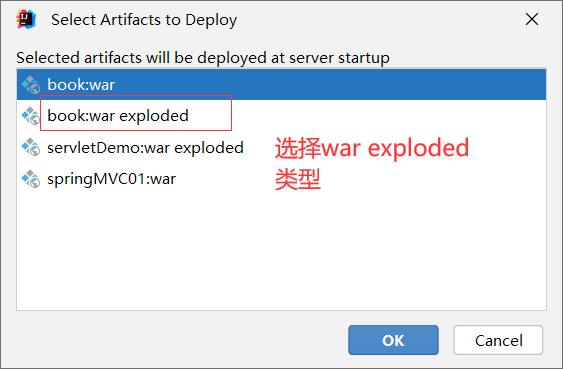 Select Artifacts to Deploy
Selected artifacts will be deployed at server startup
book:war
book:war exploded
servletDemo:war exploded
springMVC01:war
选择war exploded
类型
OK
Cancel